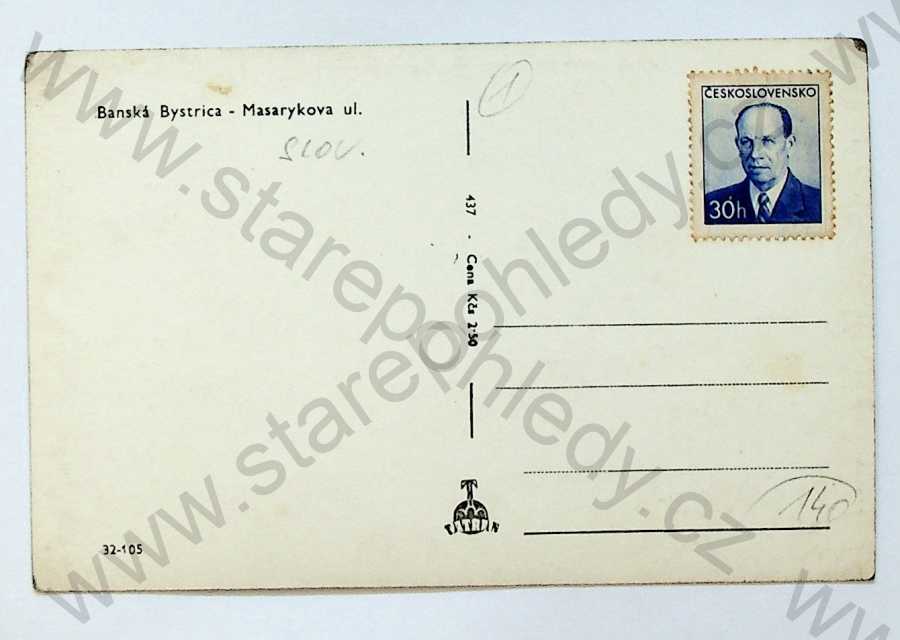 Banská Bystrica - Masarykova ul.
SLOV.
1
ČESKOSLOVENSKO
30h
437 - Cena Kčs 2·50
140
32-105
www.starepohledy.cz
www.starepohledy.cz